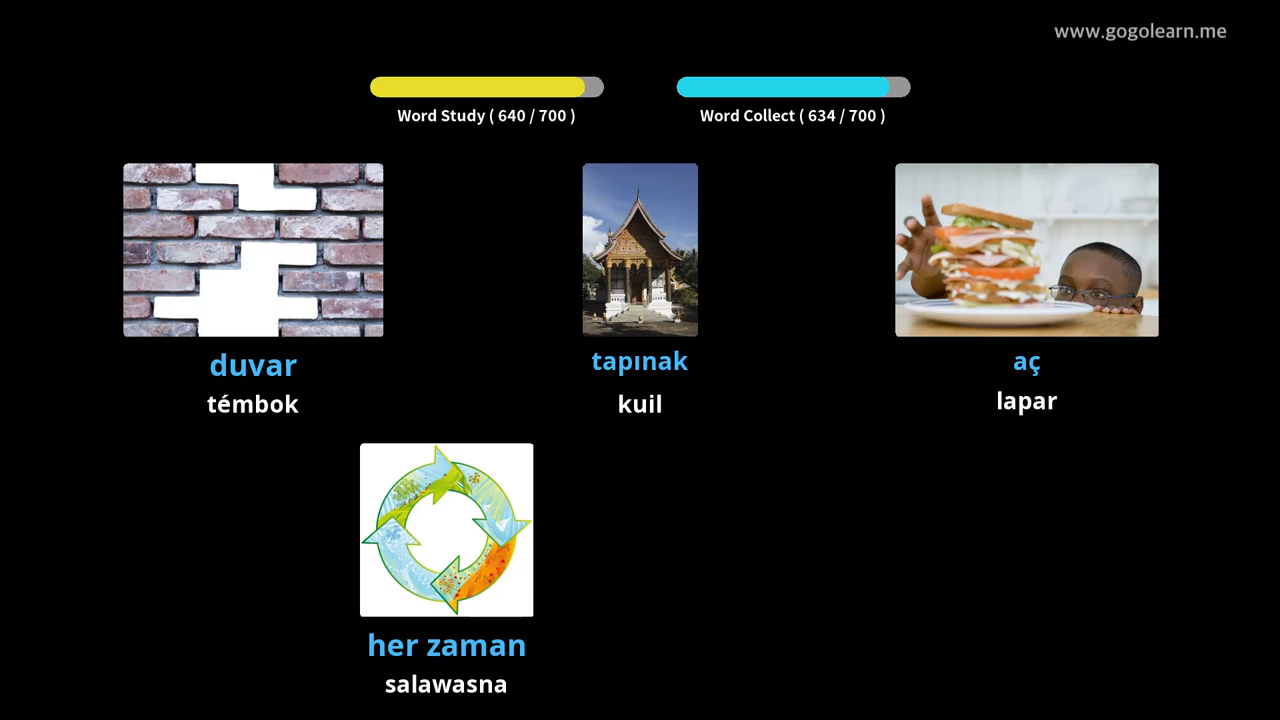 www.gogolearn.me
Word Study ( 640 / 700 )
Word Collect ( 634 / 700 )
duvar
témbok
tapınak
kuil
aç
lapar
her zaman
salawasna